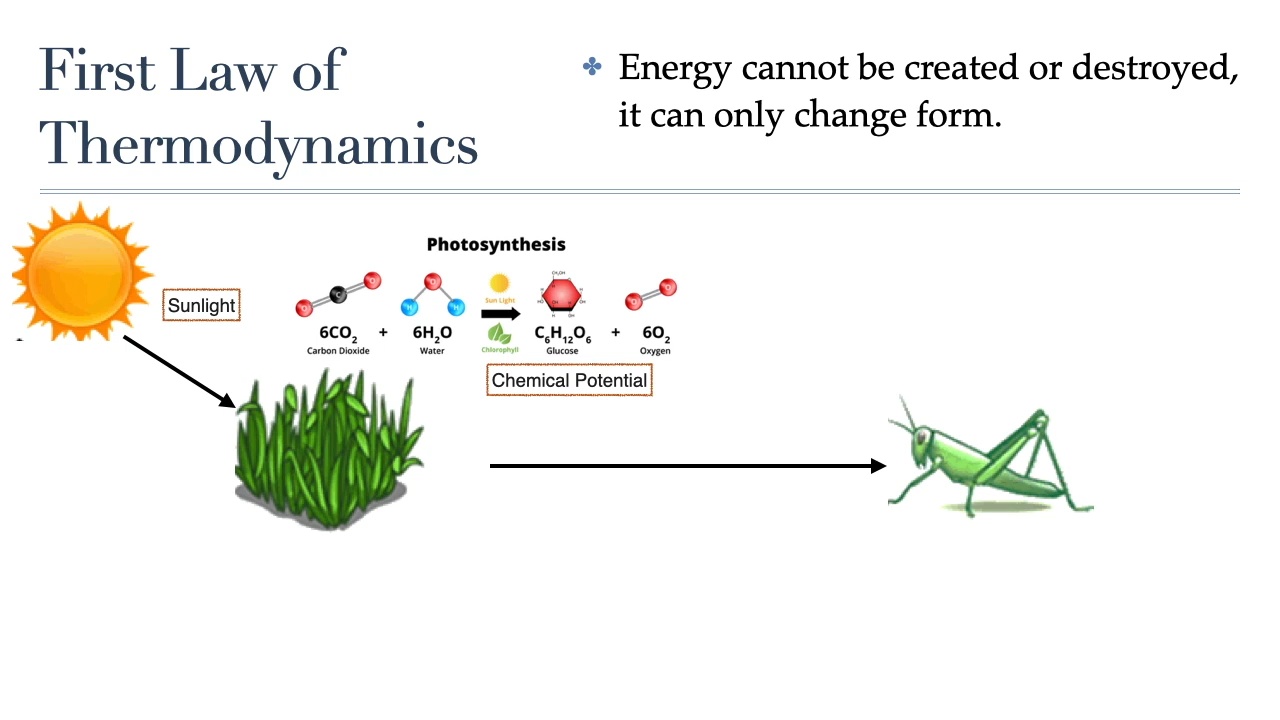 First Law of
Thermodynamics
Energy cannot be created or destroyed,
it can only change form.
Sunlight
Photosynthesis
Sun Light
6CO₂ + 6H₂O C₆H₁₂O₆ + 6O₂
Carbon Dioxide Water Chlorophyll Glucose Oxygen
Chemical Potential